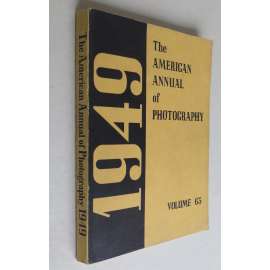 The American Annual of Photography 1949
1949
The
AMERICAN
ANNUAL
of
PHOTOGRAPHY
VOLUME 63